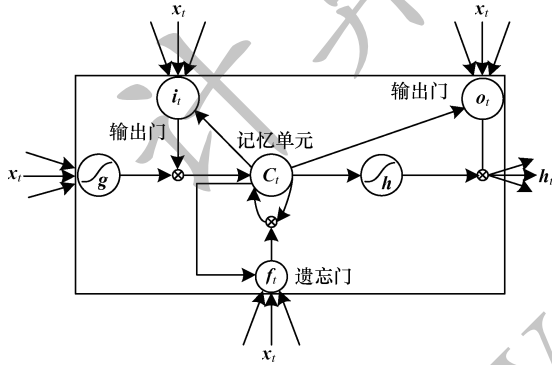 x_t x_t
i_t 输出门 o_t
输出门 记忆单元
x_t g C_t h h_t
f_t 遗忘门
x_t